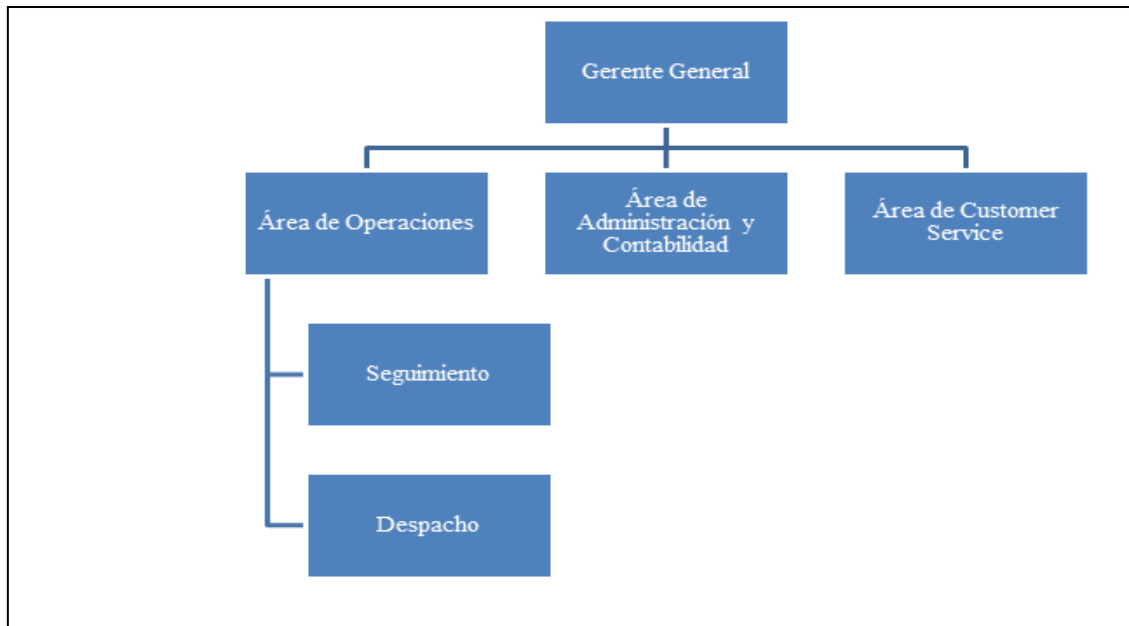 Gerente General
Área de Operaciones
Área de
Administración y
Contabilidad
Área de Customer
Service
Seguimiento
Despacho